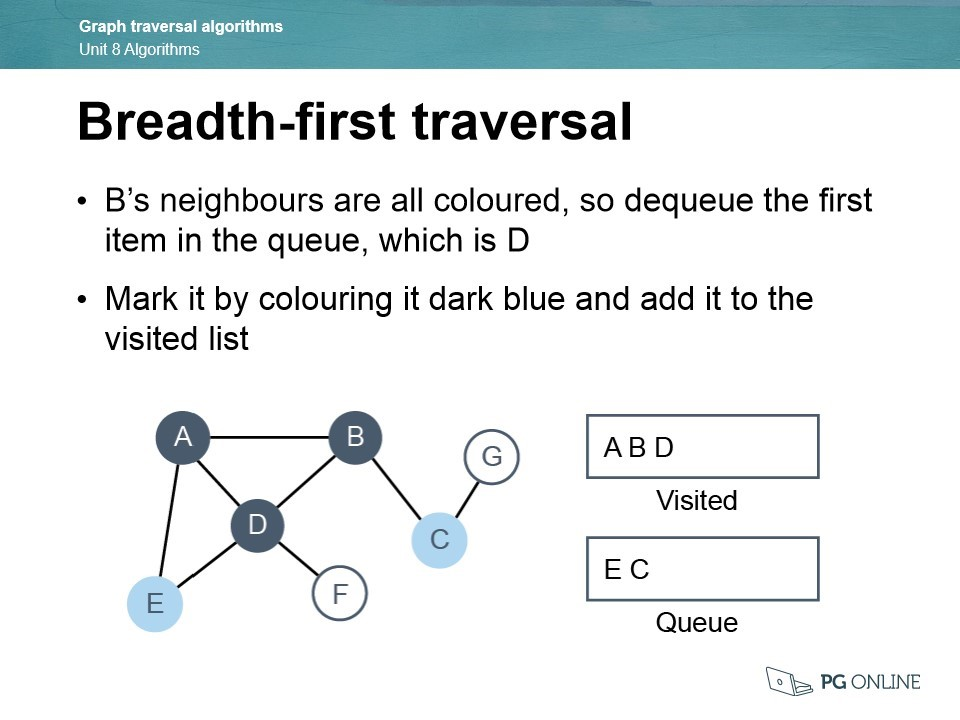 Graph traversal algorithms
Unit 8 Algorithms
Breadth-first traversal
• B’s neighbours are all coloured, so dequeue the first
item in the queue, which is D
• Mark it by colouring it dark blue and add it to the
visited list
A
B
G
D
C
E
F
A B D
Visited
E C
Queue
PG ONLINE